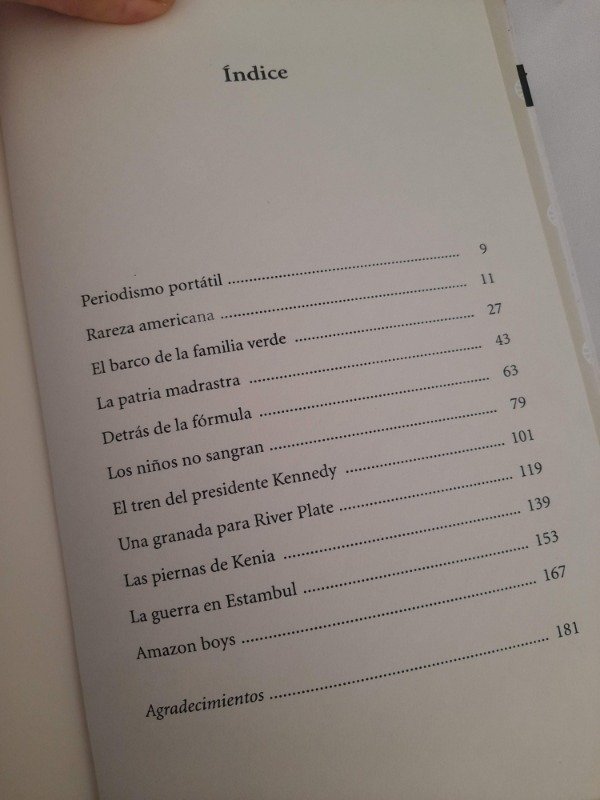 Índice
Periodismo portátil ........................................ 9
Rareza americana ........................................ 11
El barco de la familia verde ............................ 27
La patria madrastra ..................................... 43
Detrás de la fórmula .................................... 63
Los niños no sangran .................................... 79
El tren del presidente Kennedy .......................... 101
Una granada para River Plate ............................ 119
Las piernas de Kenia .................................... 139
La guerra en Estambul ................................... 153
Amazon boys ............................................. 167
Agradecimientos ......................................... 181